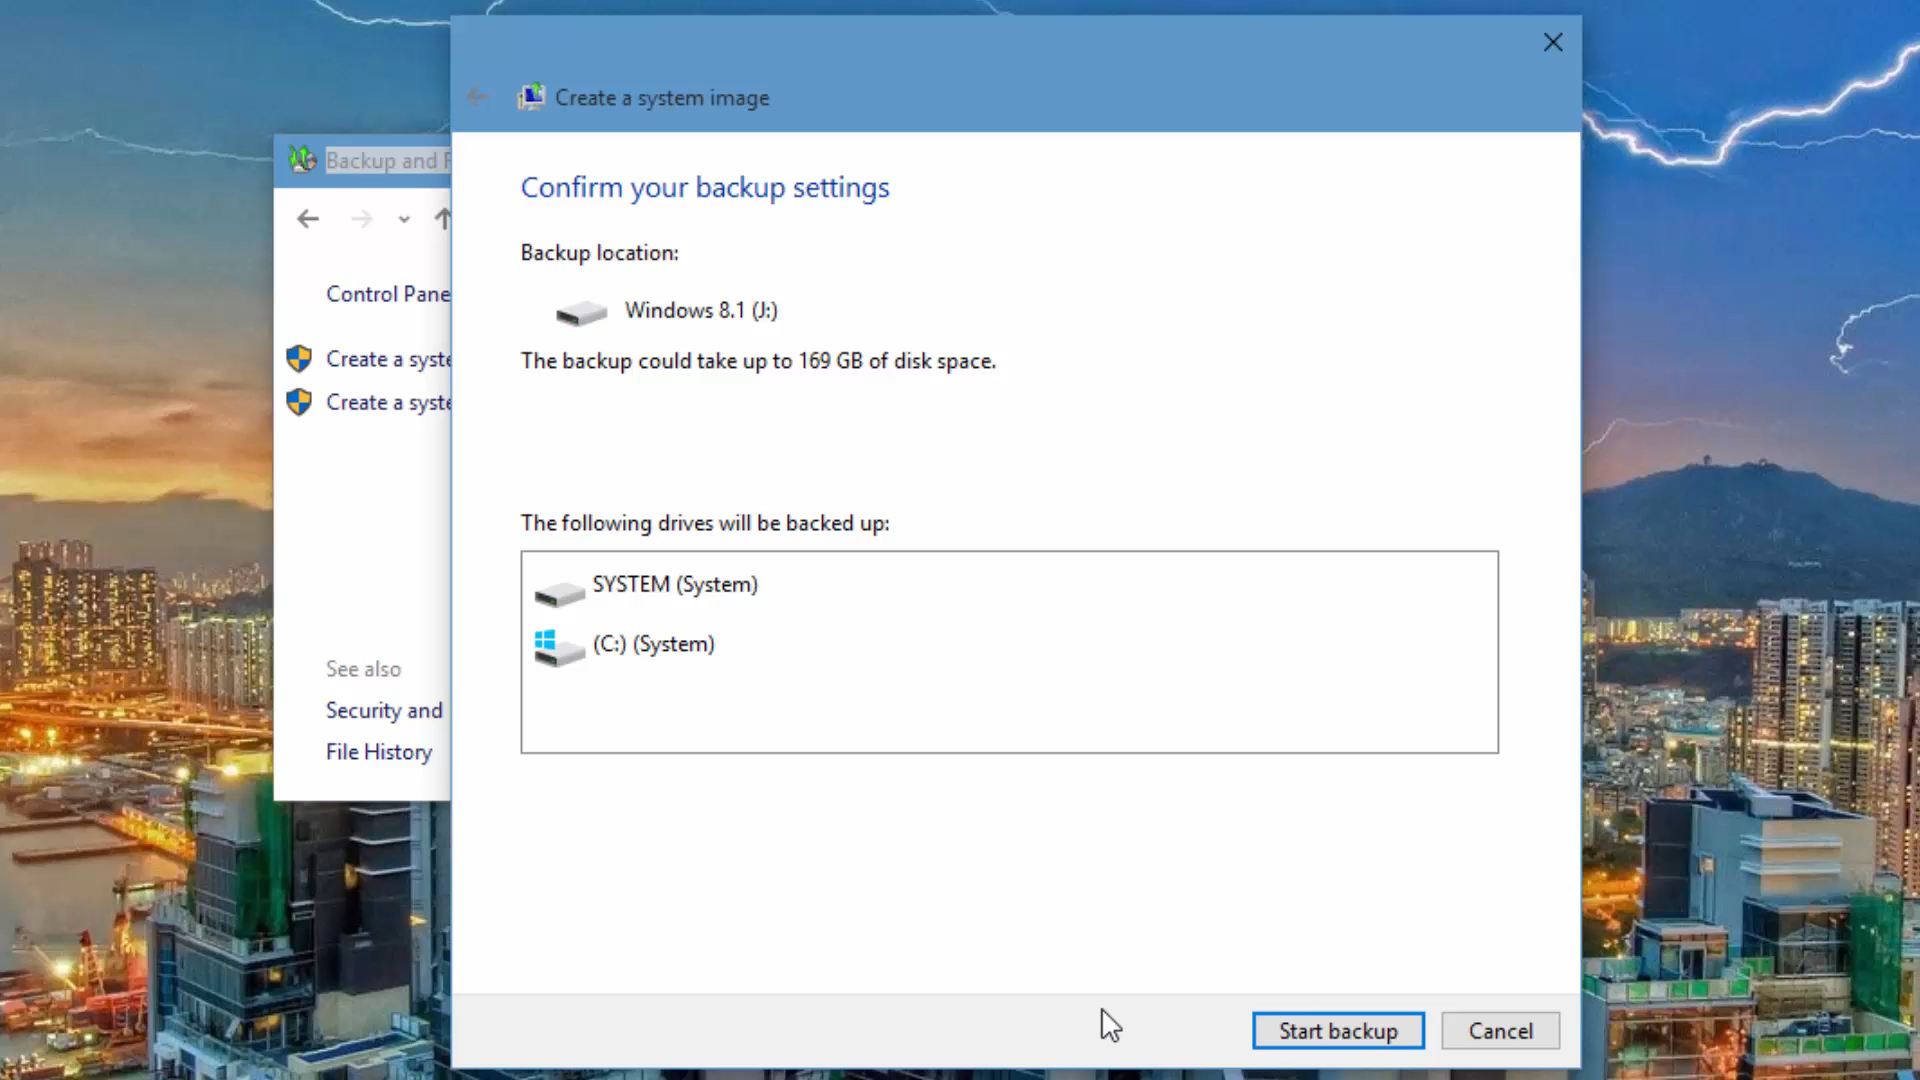 Create a system image
Backup and
Confirm your backup settings
Backup location:
Windows 8.1 (J:)
Control Pane
The backup could take up to 169 GB of disk space.
Create a syste
Create a syste
The following drives will be backed up:
SYSTEM (System)
(C:) (System)
See also
Security and
File History
Start backup
Cancel